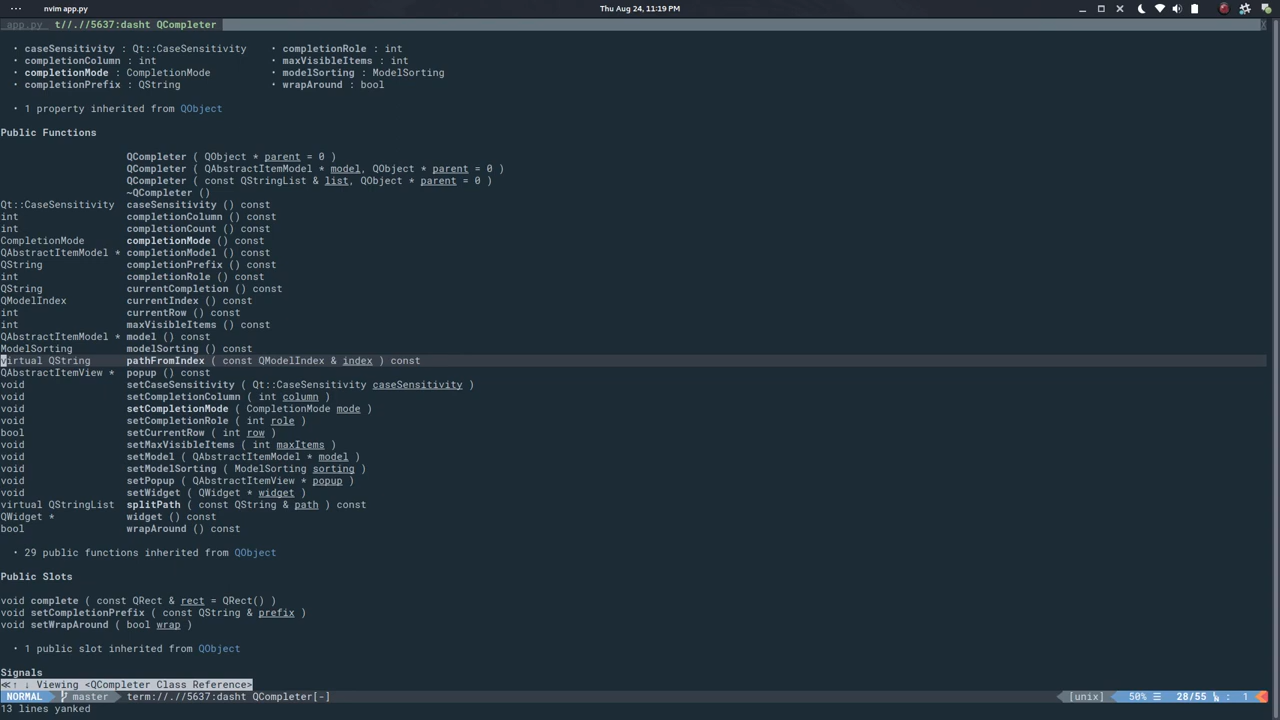 nvim app.py
Thu Aug 24, 11:19 PM
app.py t//.//5637:dasht QCompleter X
• caseSensitivity : Qt::CaseSensitivity • completionRole : int
• completionColumn : int • maxVisibleItems : int
• completionMode : CompletionMode • modelSorting : ModelSorting
• completionPrefix : QString • wrapAround : bool
• 1 property inherited from QObject
Public Functions
QCompleter ( QObject * parent = 0 )
QCompleter ( QAbstractItemModel * model, QObject * parent = 0 )
QCompleter ( const QStringList & list, QObject * parent = 0 )
~QCompleter ()
Qt::CaseSensitivity caseSensitivity () const
int completionColumn () const
int completionCount () const
CompletionMode completionMode () const
QAbstractItemModel * completionModel () const
QString completionPrefix () const
int completionRole () const
QString currentCompletion () const
QModelIndex currentIndex () const
int currentRow () const
int maxVisibleItems () const
QAbstractItemModel * model () const
ModelSorting modelSorting () const
virtual QString pathFromIndex ( const QModelIndex & index ) const
QAbstractItemView * popup () const
void setCaseSensitivity ( Qt::CaseSensitivity caseSensitivity )
void setCompletionColumn ( int column )
void setCompletionMode ( CompletionMode mode )
void setCompletionRole ( int role )
bool setCurrentRow ( int row )
void setMaxVisibleItems ( int maxItems )
void setModel ( QAbstractItemModel * model )
void setModelSorting ( ModelSorting sorting )
void setPopup ( QAbstractItemView * popup )
void setWidget ( QWidget * widget )
virtual QStringList splitPath ( const QString & path ) const
QWidget * widget () const
bool wrapAround () const
• 29 public functions inherited from QObject
Public Slots
void complete ( const QRect & rect = QRect() )
void setCompletionPrefix ( const QString & prefix )
void setWrapAround ( bool wrap )
• 1 public slot inherited from QObject
Signals
≪↑ ↓ Viewing <QCompleter Class Reference>
NORMAL master term://.//5637:dasht QCompleter[-] [unix] 50% ☰ 28/55 : 1
13 lines yanked